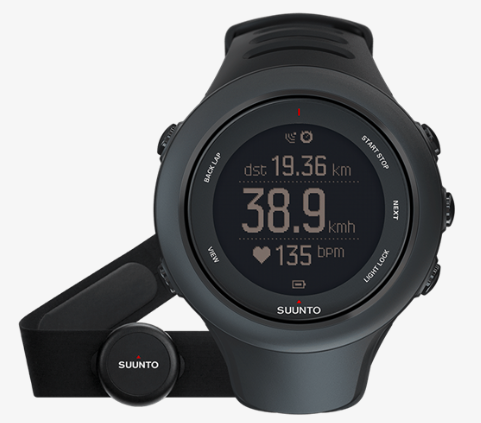 dst 19.36 km
38.9 kmh
135 bpm
BACK LAP
START STOP
NEXT
VIEW
LIGHT LOCK
SUUNTO
SUUNTO